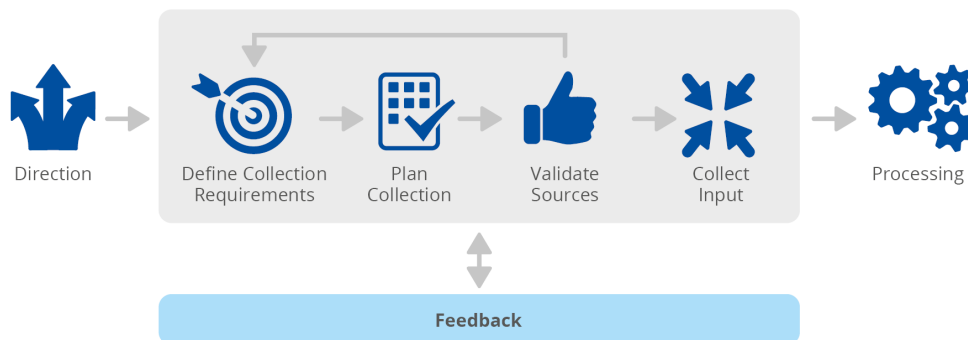 Direction
Define Collection
Requirements
Plan
Collection
Validate
Sources
Collect
Input
Processing
Feedback